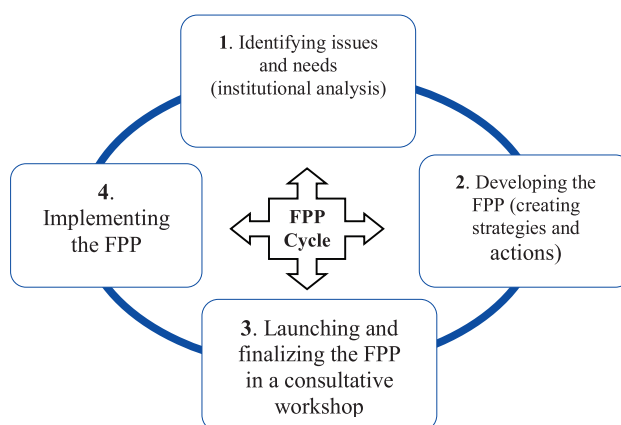 1. Identifying issues
and needs
(institutional analysis)
2. Developing the
FPP (creating
strategies and
actions)
3. Launching and
finalizing the FPP
in a consultative
workshop
4.
Implementing
the FPP
FPP
Cycle